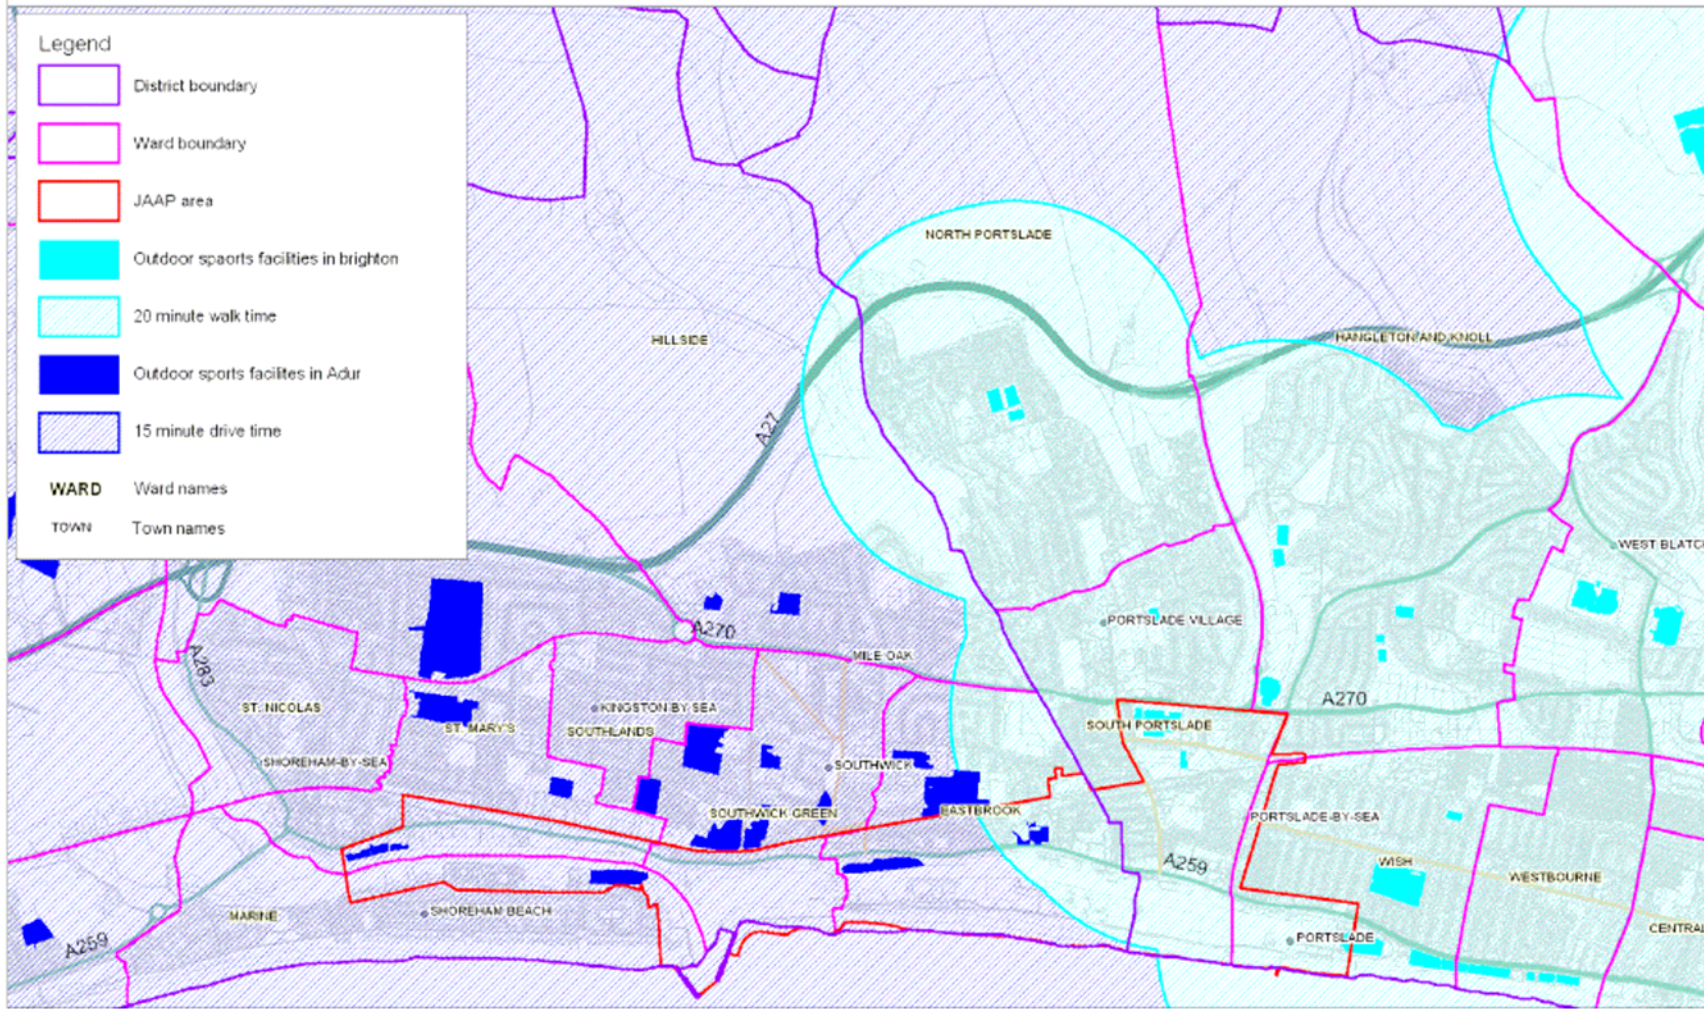 Legend
District boundary
Ward boundary
JAAP area
Outdoor spaorts facilities in brighton
20 minute walk time
Outdoor sports facilites in Adur
15 minute drive time
WARD Ward names
TOWN Town names
NORTH PORTSLADE
HILLSIDE
HANGLETON AND KNOLL
A27
WEST BLATC
PORTSLADE VILLAGE
A270
MILE OAK
A283
A270
ST. NICOLAS
KINGSTON BY SEA
ST. MARY'S
SOUTHLANDS
SOUTH PORTSLADE
SHOREHAM-BY-SEA
SOUTHWICK
SOUTHWICK GREEN
EASTBROOK
PORTSLADE-BY-SEA
A259
WISH
WESTBOURNE
MARINE
SHOREHAM BEACH
CENTRAL
PORTSLADE
A259